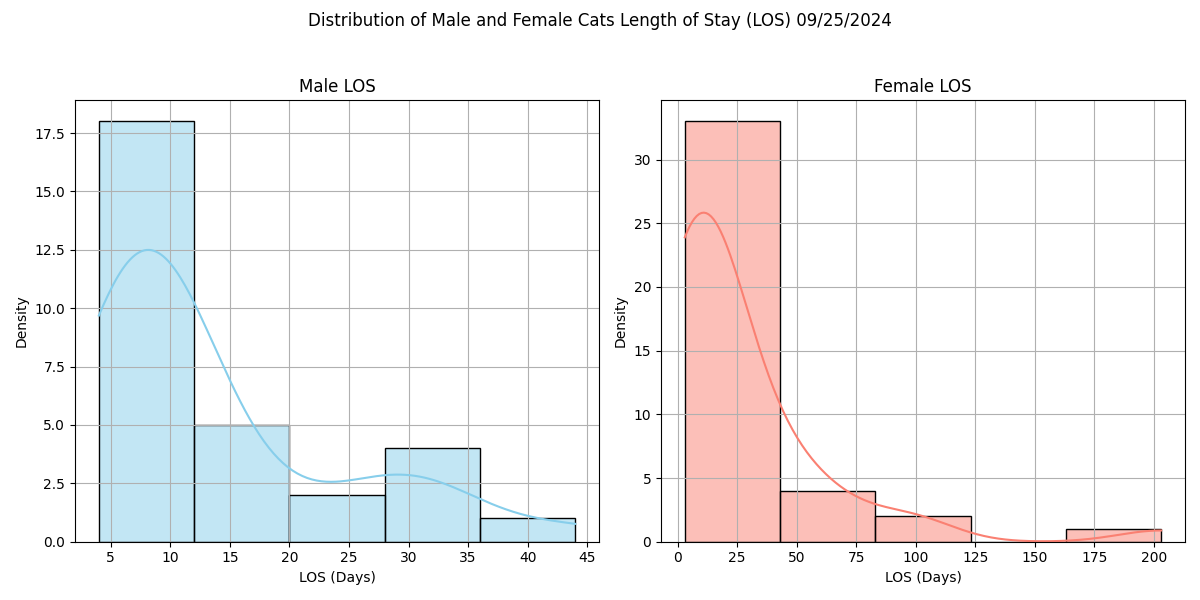 Distribution of Male and Female Cats Length of Stay (LOS) 09/25/2024
Male LOS
Density
17.5
15.0
12.5
10.0
7.5
5.0
2.5
0.0
5 10 15 20 25 30 35 40 45
LOS (Days)
Female LOS
Density
30
25
20
15
10
5
0
0 25 50 75 100 125 150 175 200
LOS (Days)